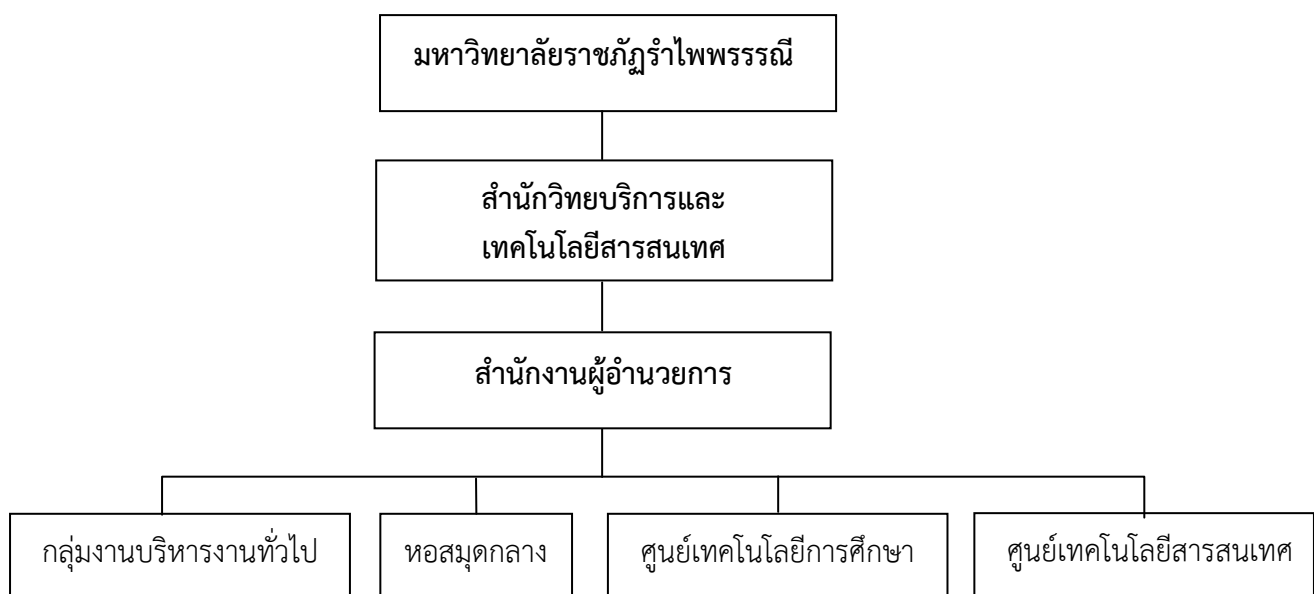 มหาวิทยาลัยราชภัฏรำไพพรรรณี
สำนักวิทยบริการและ
เทคโนโลยีสารสนเทศ
สำนักงานผู้อำนวยการ
กลุ่มงานบริหารงานทั่วไป
หอสมุดกลาง
ศูนย์เทคโนโลยีการศึกษา
ศูนย์เทคโนโลยีสารสนเทศ